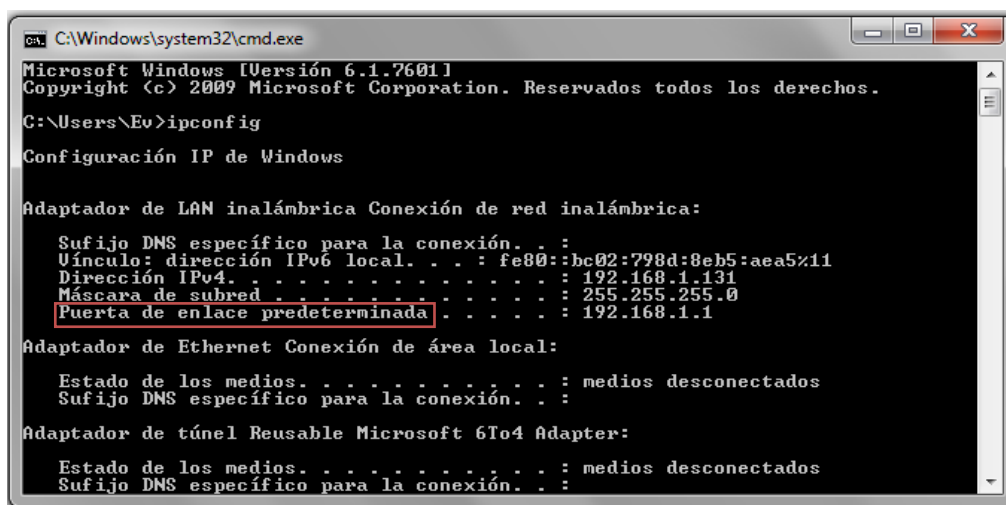 C:\Windows\system32\cmd.exe
Microsoft Windows [Versión 6.1.7601]
Copyright (c) 2009 Microsoft Corporation. Reservados todos los derechos.
C:\Users\Ev>ipconfig
Configuración IP de Windows
Adaptador de LAN inalámbrica Conexión de red inalámbrica:
Sufijo DNS específico para la conexión. . :
Vínculo: dirección IPv6 local. . . : fe80::bc02:798d:8eb5:aea5%11
Dirección IPv4. . . . . . . . . . . . . . : 192.168.1.131
Máscara de subred . . . . . . . . . . . . : 255.255.255.0
Puerta de enlace predeterminada . . . . . : 192.168.1.1
Adaptador de Ethernet Conexión de área local:
Estado de los medios. . . . . . . . . . . : medios desconectados
Sufijo DNS específico para la conexión. . :
Adaptador de túnel Reusable Microsoft 6To4 Adapter:
Estado de los medios. . . . . . . . . . . : medios desconectados
Sufijo DNS específico para la conexión. . :